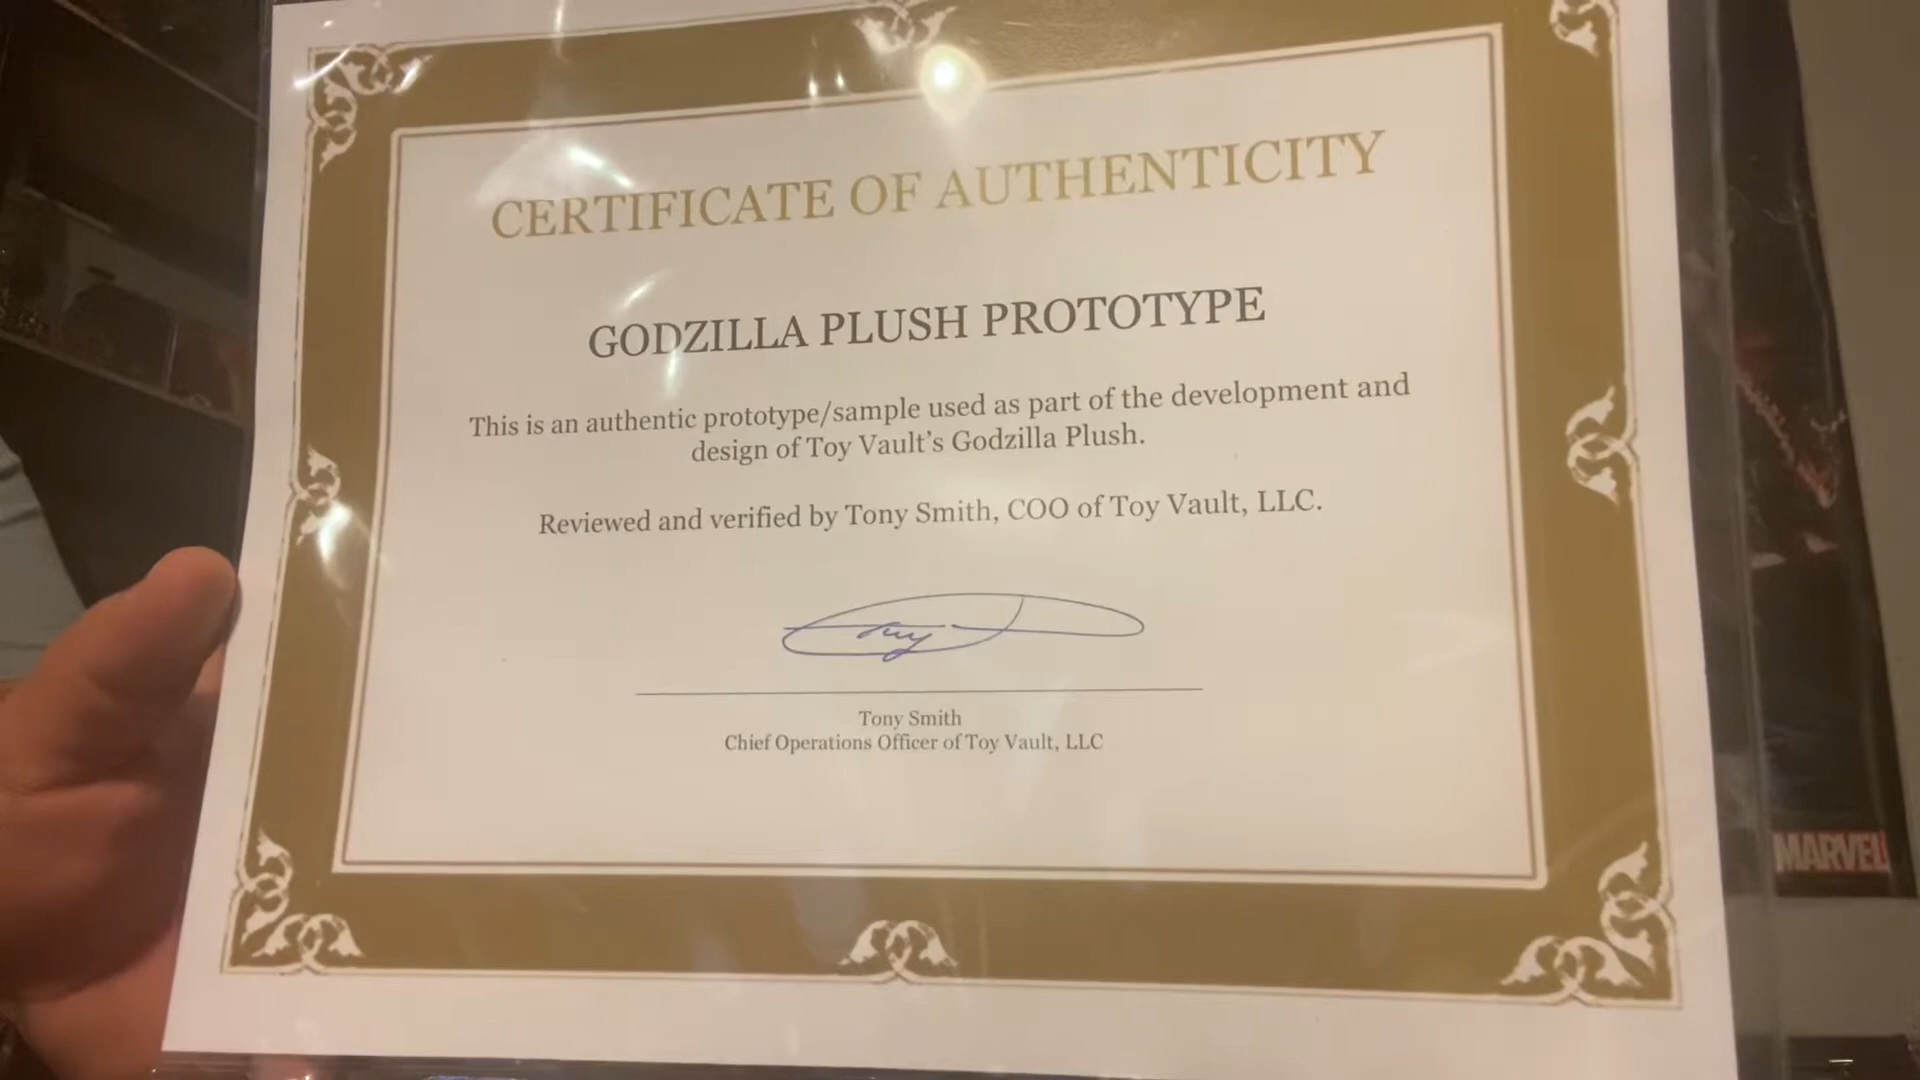 CERTIFICATE OF AUTHENTICITY
GODZILLA PLUSH PROTOTYPE
This is an authentic prototype/sample used as part of the development and
design of Toy Vault's Godzilla Plush.
Reviewed and verified by Tony Smith, COO of Toy Vault, LLC.
Tony Smith
Chief Operations Officer of Toy Vault, LLC
MARVEL